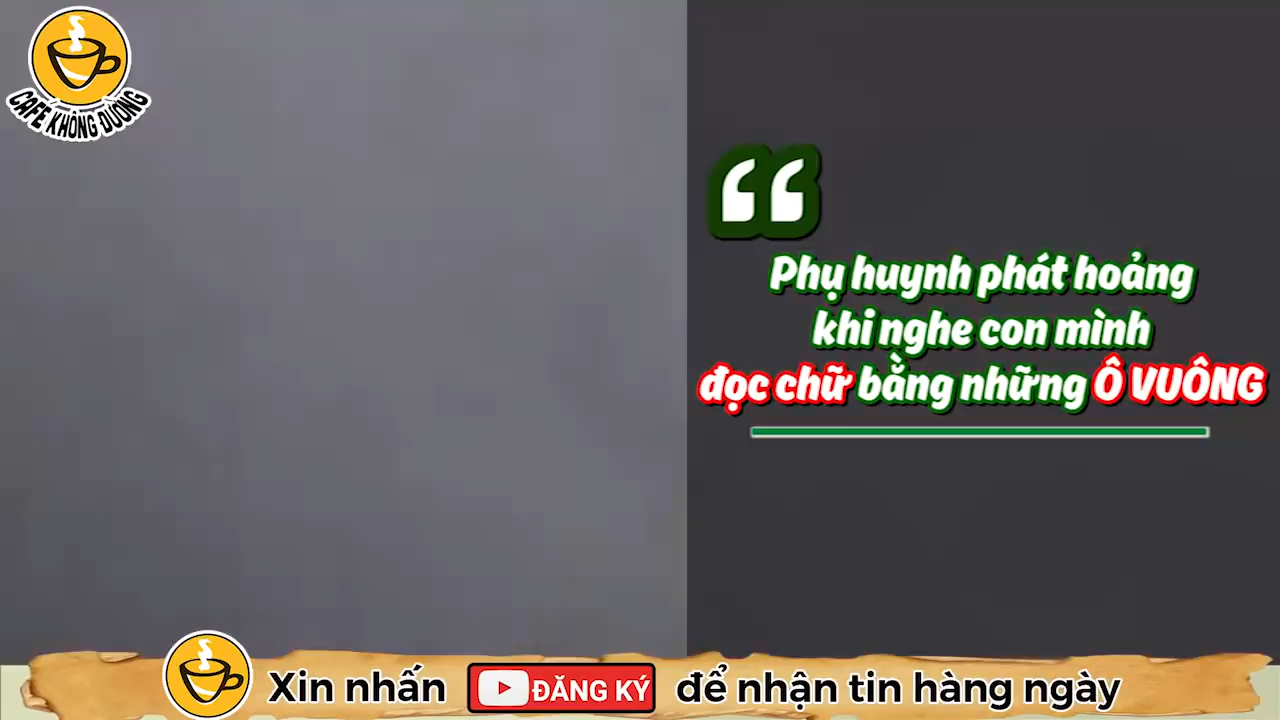 CAFE KHÔNG ĐƯỜNG
“
Phụ huynh phát hoảng
khi nghe con mình
đọc chữ bằng những Ô VUÔNG
Xin nhấn ĐĂNG KÝ để nhận tin hàng ngày